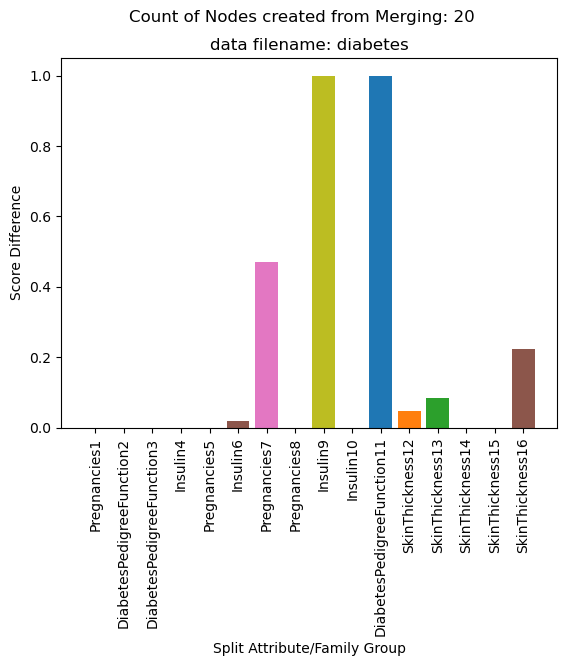 Count of Nodes created from Merging: 20
data filename: diabetes
1.0
0.8
0.6
0.4
0.2
0.0
Score Difference
Pregnancies1
DiabetesPedigreeFunction2
DiabetesPedigreeFunction3
Insulin4
Pregnancies5
Insulin6
Pregnancies7
Pregnancies8
Insulin9
Insulin10
DiabetesPedigreeFunction11
SkinThickness12
SkinThickness13
SkinThickness14
SkinThickness15
SkinThickness16
Split Attribute/Family Group